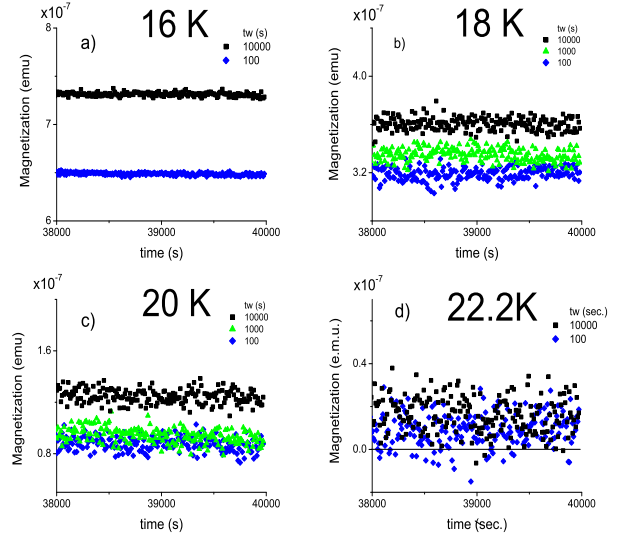 x10^-7
16 K
a)
tw (s)
10000
100
8
7
6
Magnetization (emu)
38000
39000
40000
time (s)
x10^-7
18 K
b)
tw (s)
10000
1000
100
4.0
3.2
Magnetization (emu)
38000
39000
40000
time (s)
x10^-7
20 K
c)
tw (s)
10000
1000
100
1.6
0.8
Magnetization (emu)
38000
39000
40000
time (s)
x10^-7
22.2K
d)
tw (sec.)
10000
100
0.4
0.0
Magnetization (e.m.u.)
38000
39000
40000
time (sec.)